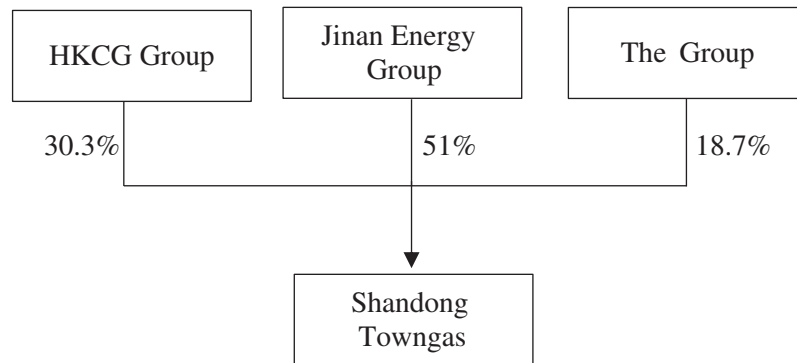 HKCG Group
Jinan Energy
Group
The Group
30.3%
51%
18.7%
Shandong
Towngas